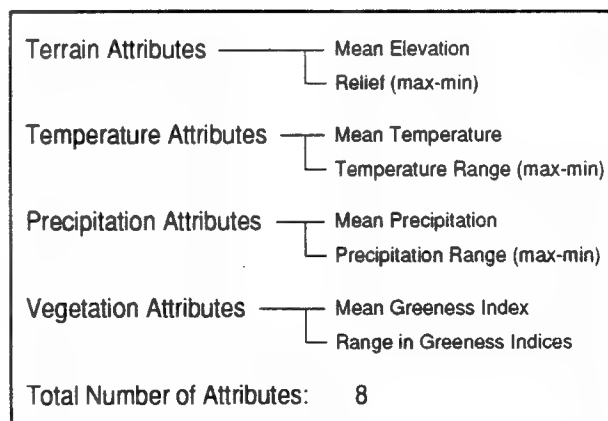 Terrain Attributes Mean Elevation
Relief (max-min)
Temperature Attributes Mean Temperature
Temperature Range (max-min)
Precipitation Attributes Mean Precipitation
Precipitation Range (max-min)
Vegetation Attributes Mean Greeness Index
Range in Greeness Indices
Total Number of Attributes: 8